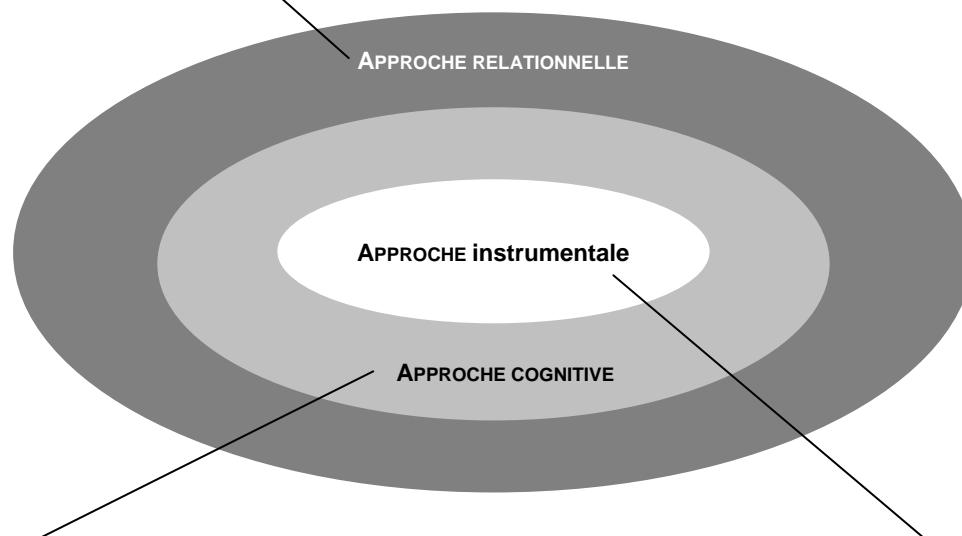 APPROCHE RELATIONNELLE
APPROCHE instrumentale
APPROCHE COGNITIVE